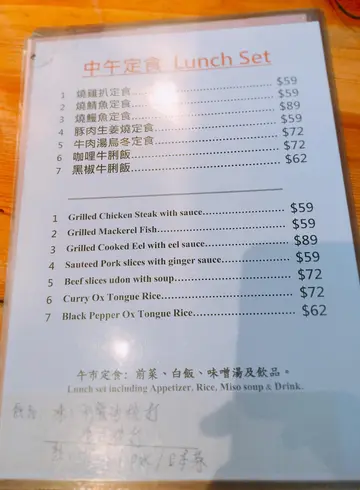 中午定食 Lunch Set
1 燒雞扒定食 $59
2 燒鯖魚定食 $59
3 燒鰻魚定食 $89
4 豚肉生姜燒定食 $59
5 牛肉湯烏冬定食 $72
6 咖哩牛脷飯 $72
7 黑椒牛脷飯 $62
1 Grilled Chicken Steak with sauce $59
2 Grilled Mackerel Fish $59
3 Grilled Cooked Eel with eel sauce $89
4 Sauteed Pork slices with ginger sauce $59
5 Beef slices udon with soup $72
6 Curry Ox Tongue Rice $72
7 Black Pepper Ox Tongue Rice $62
午市定食: 前菜、白飯、味噌湯及飲品。
Lunch set including Appetizer, Rice, Miso soup & Drink.